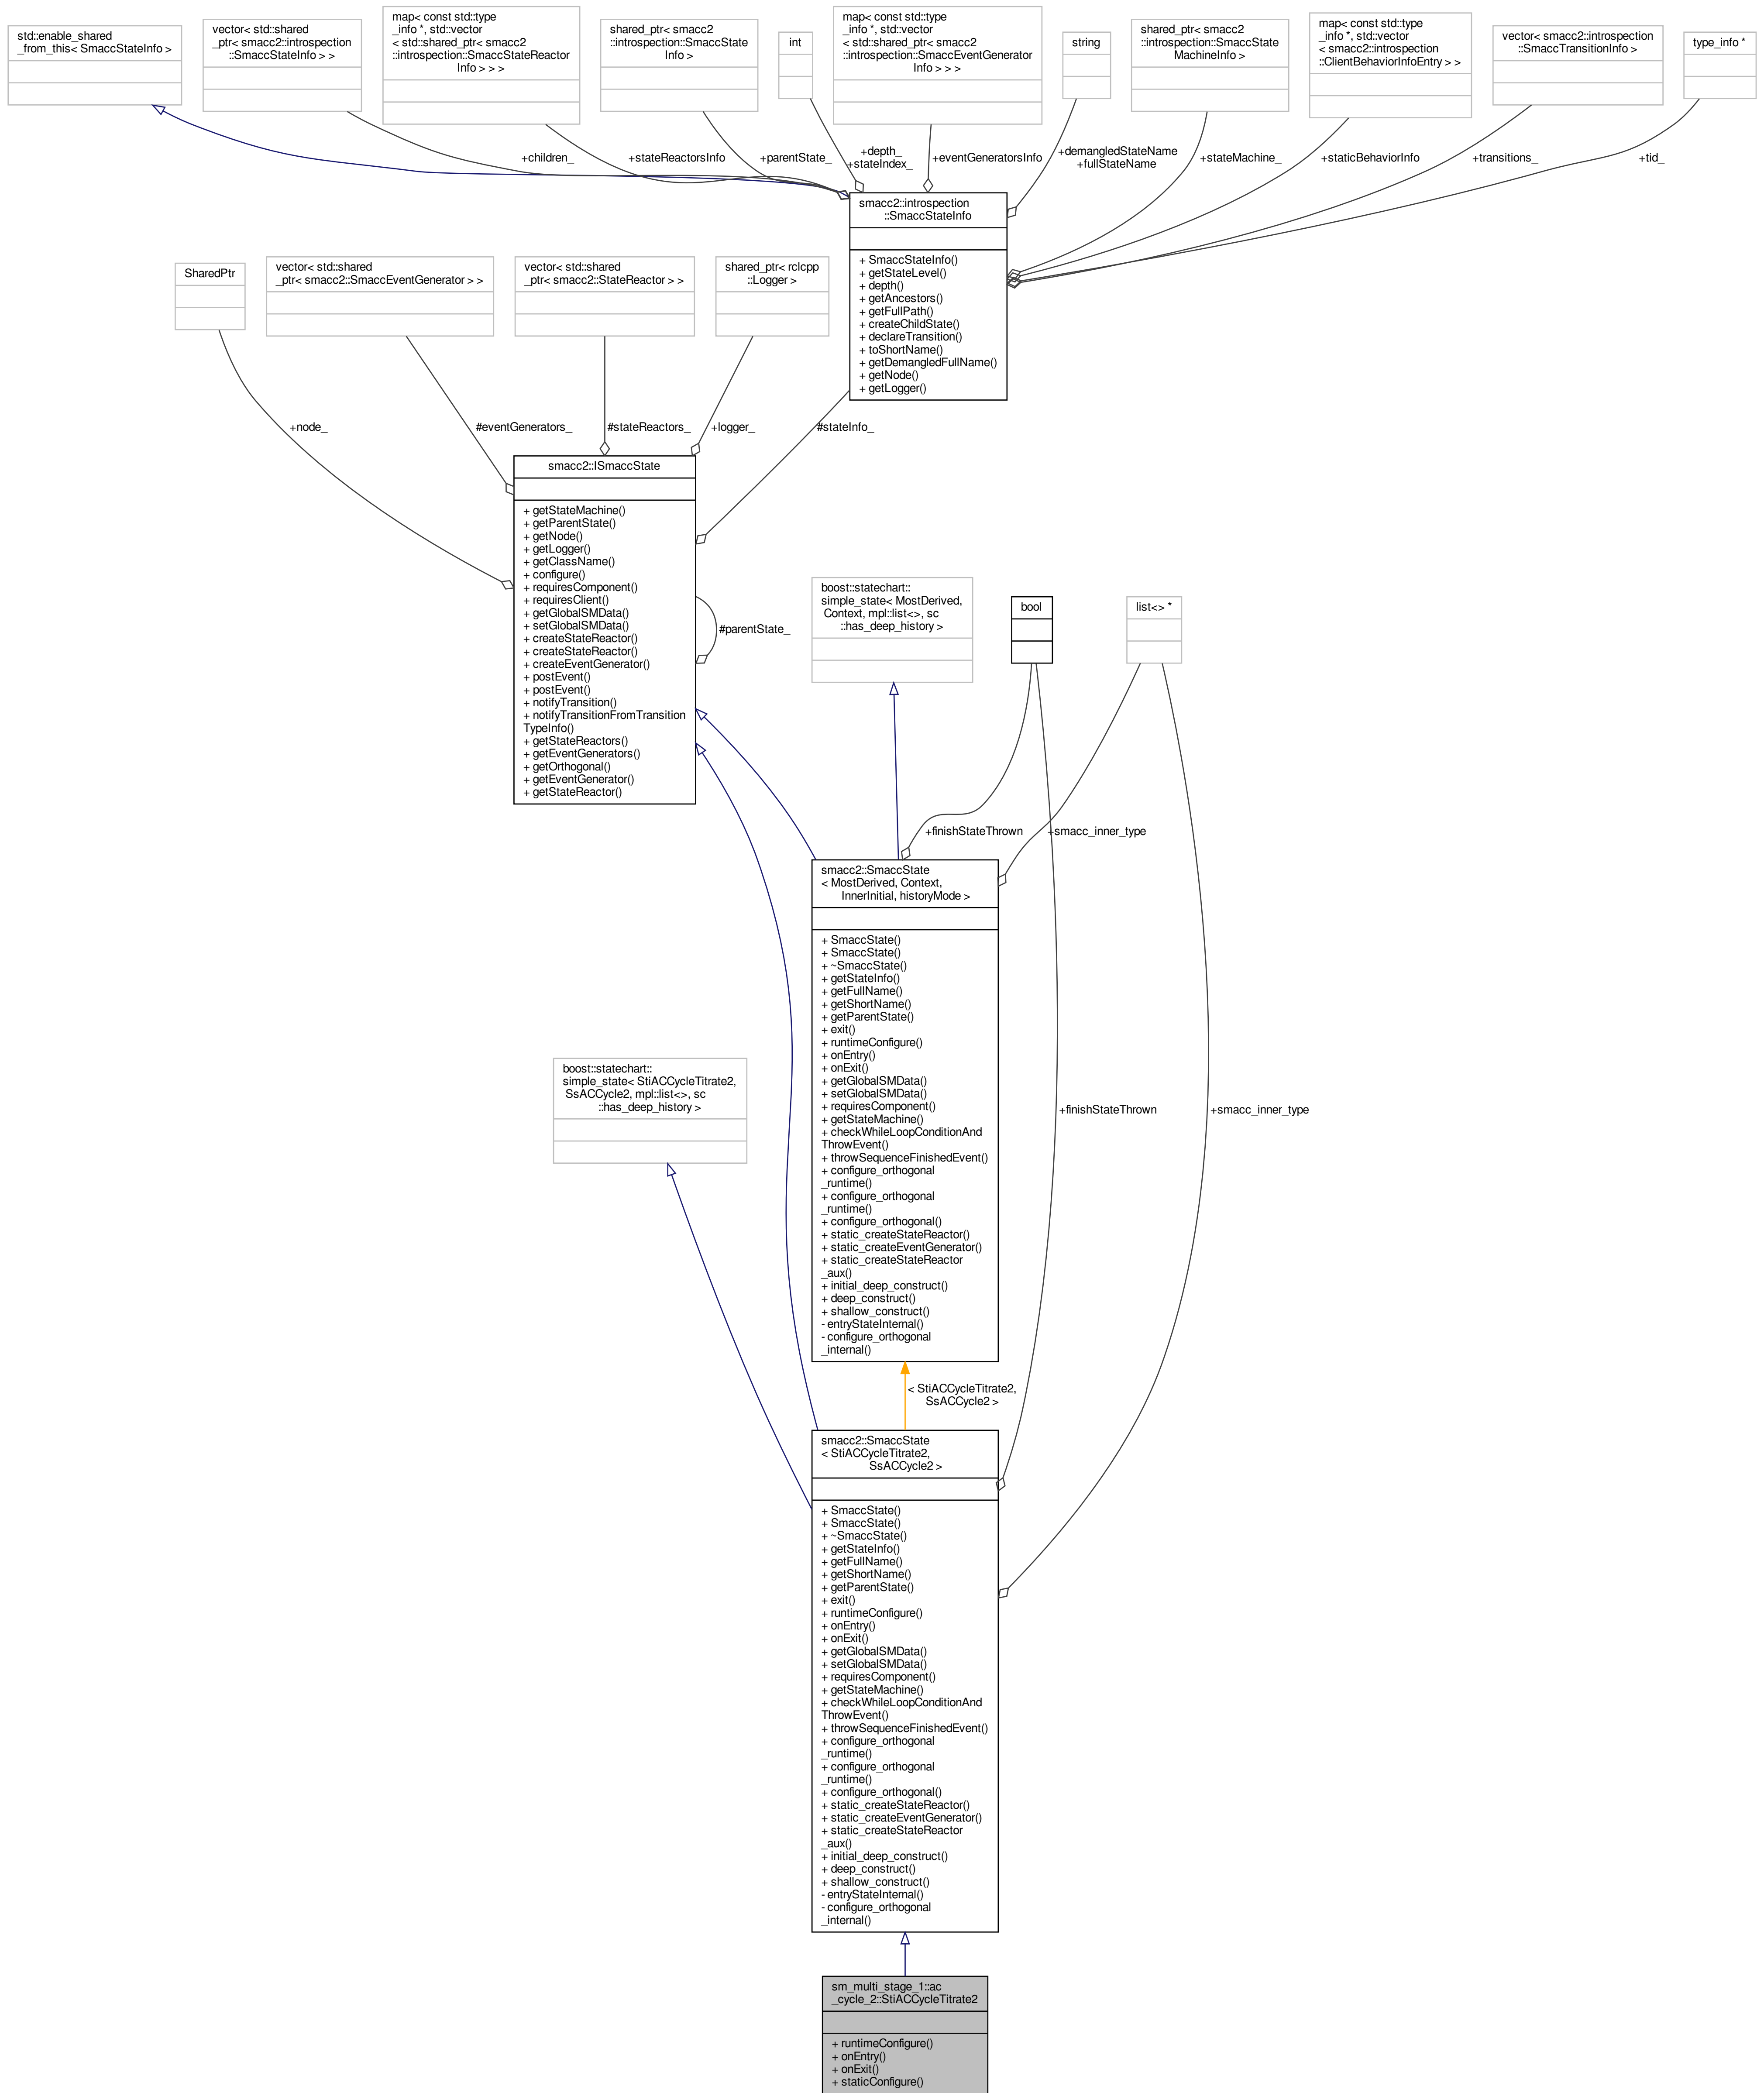 std::enable_shared
_from_this< SmaccStateInfo >
vector< std::shared
_ptr< smacc2::introspection
::SmaccStateInfo > >
map< const std::type
_info *, std::vector
< std::shared_ptr< smacc2
::introspection::SmaccStateReactor
Info > > >
shared_ptr< smacc2
::introspection::SmaccState
Info >
int
map< const std::type
_info *, std::vector
< std::shared_ptr< smacc2
::introspection::SmaccEventGenerator
Info > > >
string
shared_ptr< smacc2
::introspection::SmaccState
MachineInfo >
map< const std::type
_info *, std::vector
< smacc2::introspection
::ClientBehaviorInfoEntry > >
vector< smacc2::introspection
::SmaccTransitionInfo >
type_info *
+children_
+stateReactorsInfo
+parentState_
+depth_
+stateIndex_
+eventGeneratorsInfo
+demangledStateName
+fullStateName
+stateMachine_
+staticBehaviorInfo
+transitions_
+tid_
smacc2::introspection
::SmaccStateInfo
+ SmaccStateInfo()
+ getStateLevel()
+ depth()
+ getAncestors()
+ getFullPath()
+ createChildState()
+ declareTransition()
+ toShortName()
+ getDemangledFullName()
+ getNode()
+ getLogger()
SharedPtr
vector< std::shared
_ptr< smacc2::SmaccEventGenerator > >
vector< std::shared
_ptr< smacc2::StateReactor > >
shared_ptr< rclcpp
::Logger >
+node_
#eventGenerators_
#stateReactors_
+logger_
#stateInfo_
smacc2::ISmaccState
+ getStateMachine()
+ getParentState()
+ getNode()
+ getLogger()
+ getClassName()
+ configure()
+ requiresComponent()
+ requiresClient()
+ getGlobalSMData()
+ setGlobalSMData()
+ createStateReactor()
+ createStateReactor()
+ createEventGenerator()
+ postEvent()
+ postEvent()
+ notifyTransition()
+ notifyTransitionFromTransition
TypeInfo()
+ getStateReactors()
+ getEventGenerators()
+ getOrthogonal()
+ getEventGenerator()
+ getStateReactor()
#parentState_
boost::statechart::
simple_state< MostDerived,
Context, mpl::list<>, sc
::has_deep_history >
bool
list<> *
+finishStateThrown
+smacc_inner_type
smacc2::SmaccState
< MostDerived, Context,
InnerInitial, historyMode >
+ SmaccState()
+ SmaccState()
+ ~SmaccState()
+ getStateInfo()
+ getFullName()
+ getShortName()
+ getParentState()
+ exit()
+ runtimeConfigure()
+ onEntry()
+ onExit()
+ getGlobalSMData()
+ setGlobalSMData()
+ requiresComponent()
+ getStateMachine()
+ checkWhileLoopConditionAnd
ThrowEvent()
+ throwSequenceFinishedEvent()
+ configure_orthogonal
_runtime()
+ configure_orthogonal
_runtime()
+ configure_orthogonal()
+ static_createStateReactor()
+ static_createEventGenerator()
+ static_createStateReactor
_aux()
+ initial_deep_construct()
+ deep_construct()
+ shallow_construct()
- entryStateInternal()
- configure_orthogonal
_internal()
boost::statechart::
simple_state< StiACCycleTitrate2,
SsACCycle2, mpl::list<>, sc
::has_deep_history >
+finishStateThrown
+smacc_inner_type
< StiACCycleTitrate2,
SsACCycle2 >
smacc2::SmaccState
< StiACCycleTitrate2,
SsACCycle2 >
+ SmaccState()
+ SmaccState()
+ ~SmaccState()
+ getStateInfo()
+ getFullName()
+ getShortName()
+ getParentState()
+ exit()
+ runtimeConfigure()
+ onEntry()
+ onExit()
+ getGlobalSMData()
+ setGlobalSMData()
+ requiresComponent()
+ getStateMachine()
+ checkWhileLoopConditionAnd
ThrowEvent()
+ throwSequenceFinishedEvent()
+ configure_orthogonal
_runtime()
+ configure_orthogonal
_runtime()
+ configure_orthogonal()
+ static_createStateReactor()
+ static_createEventGenerator()
+ static_createStateReactor
_aux()
+ initial_deep_construct()
+ deep_construct()
+ shallow_construct()
- entryStateInternal()
- configure_orthogonal
_internal()
sm_multi_stage_1::ac
_cycle_2::StiACCycleTitrate2
+ runtimeConfigure()
+ onEntry()
+ onExit()
+ staticConfigure()